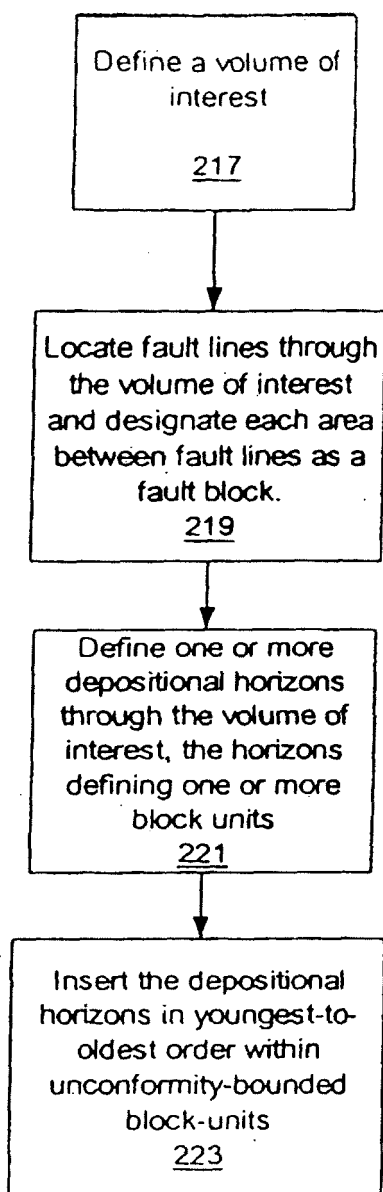 Define a volume of
interest
217
Locate fault lines through
the volume of interest
and designate each area
between fault lines as a
fault block.
219
Define one or more
depositional horizons
through the volume of
interest, the horizons
defining one or more
block units
221
Insert the depositional
horizons in youngest-to-
oldest order within
unconformity-bounded
block-units
223